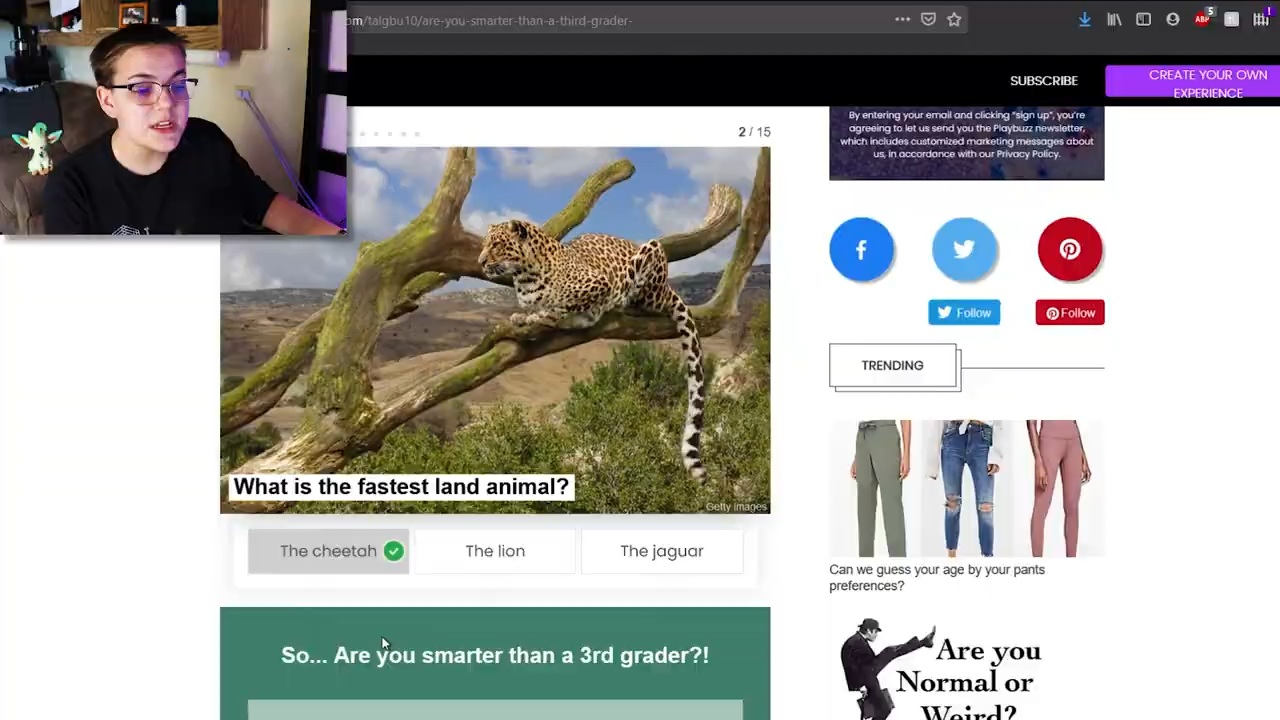 om/talgbu10/are-you-smarter-than-a-third-grader-
ABP
5
SUBSCRIBE
CREATE YOUR OWN
EXPERIENCE
2 / 15
By entering your email and clicking "sign up", you're
agreeing to let us send you the Playbuzz newsletter,
which includes customized marketing messages about
us, in accordance with our Privacy Policy.
Follow
Follow
TRENDING
What is the fastest land animal?
Getty Images
The cheetah
The lion
The jaguar
Can we guess your age by your pants
preferences?
So... Are you smarter than a 3rd grader?!
Are you
Normal or
Weird?